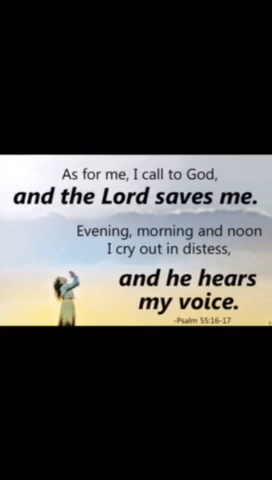 As for me, I call to God,
and the Lord saves me.
Evening, morning and noon
I cry out in distess,
and he hears
my voice.
-Psalm 55:16-17